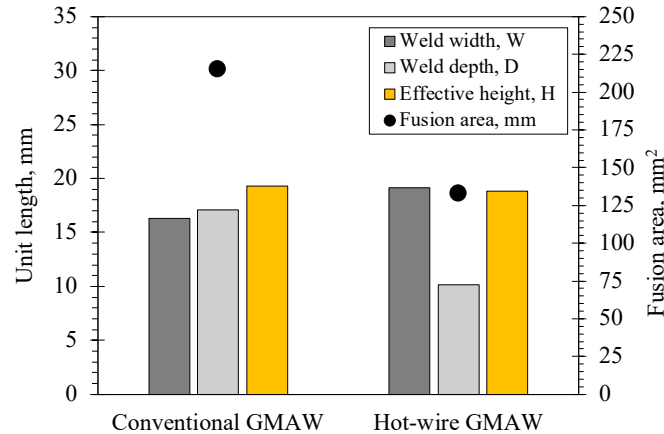 35
30
25
20
15
10
5
0
Unit length, mm
Weld width, W
Weld depth, D
Effective height, H
Fusion area, mm
250
225
200
175
150
125
100
75
50
25
0
Fusion area, mm²
Conventional GMAW
Hot-wire GMAW